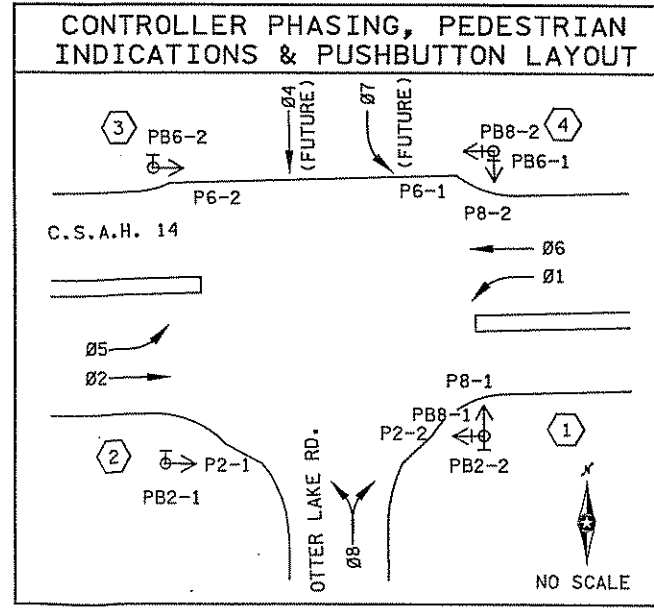 CONTROLLER PHASING, PEDESTRIAN
INDICATIONS & PUSHBUTTON LAYOUT
3
PB6-2
Ø4
(FUTURE)
Ø7
(FUTURE)
4
PB8-2
PB6-1
P6-2
P6-1
P8-2
C.S.A.H. 14
Ø6
Ø1
Ø5
Ø2
P8-1
PB8-1
P2-2
1
2
P2-1
PB2-2
PB2-1
OTTER LAKE RD.
Ø8
N
NO SCALE